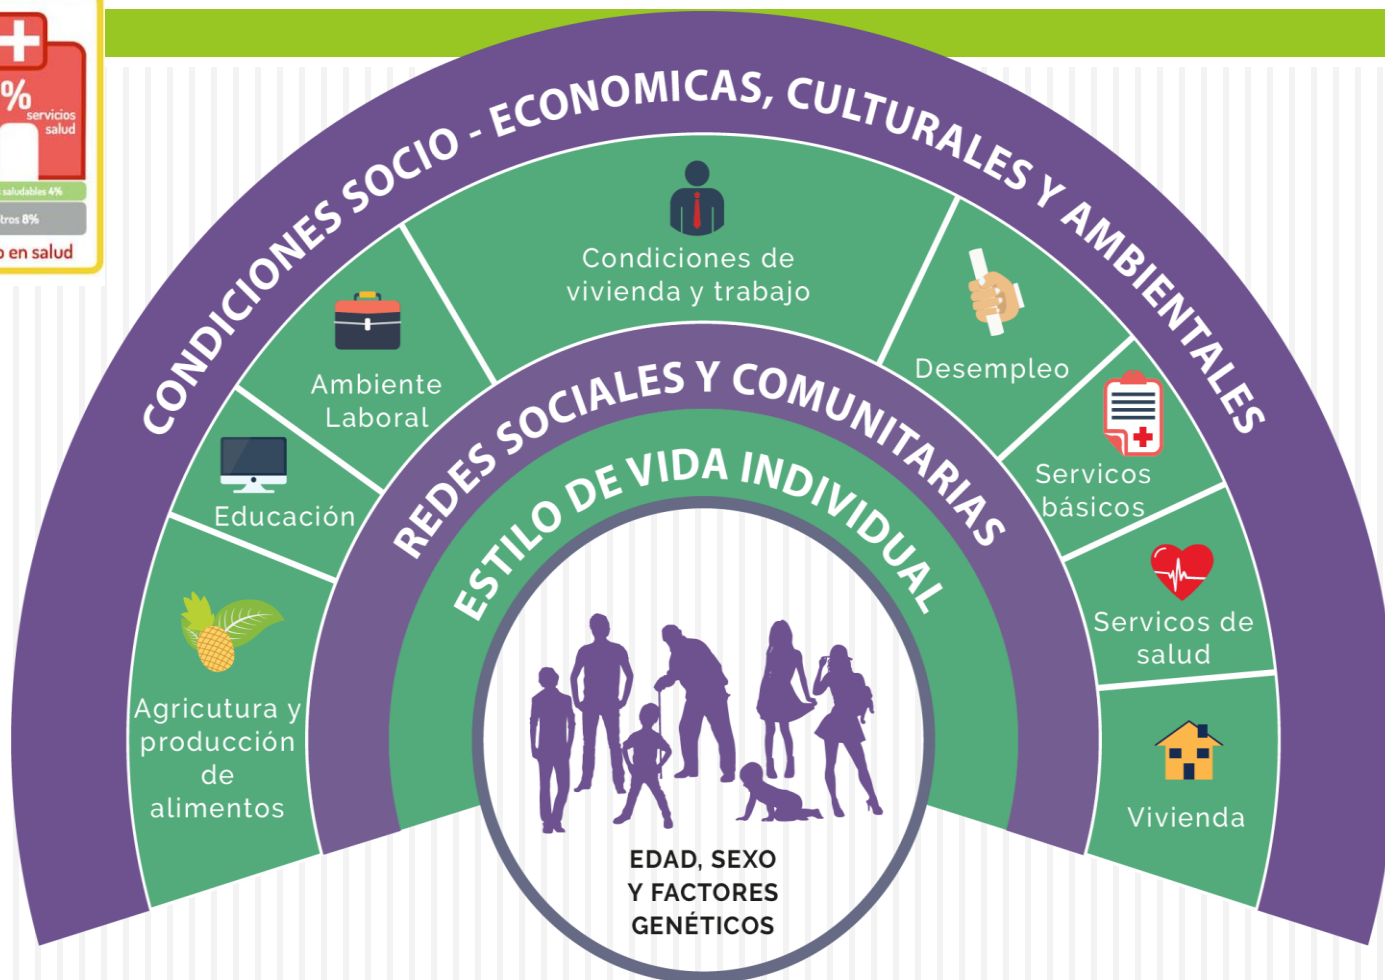 %
servicios
salud
saludables 4%
tros 8%
en salud
CONDICIONES SOCIO - ECONOMICAS, CULTURALES Y AMBIENTALES
Condiciones de
vivienda y trabajo
Ambiente
Laboral
Desempleo
Educación
Servicos
básicos
Agricutura y
producción
de
alimentos
Servicos de
salud
Vivienda
REDES SOCIALES Y COMUNITARIAS
ESTILO DE VIDA INDIVIDUAL
EDAD, SEXO
Y FACTORES
GENÉTICOS